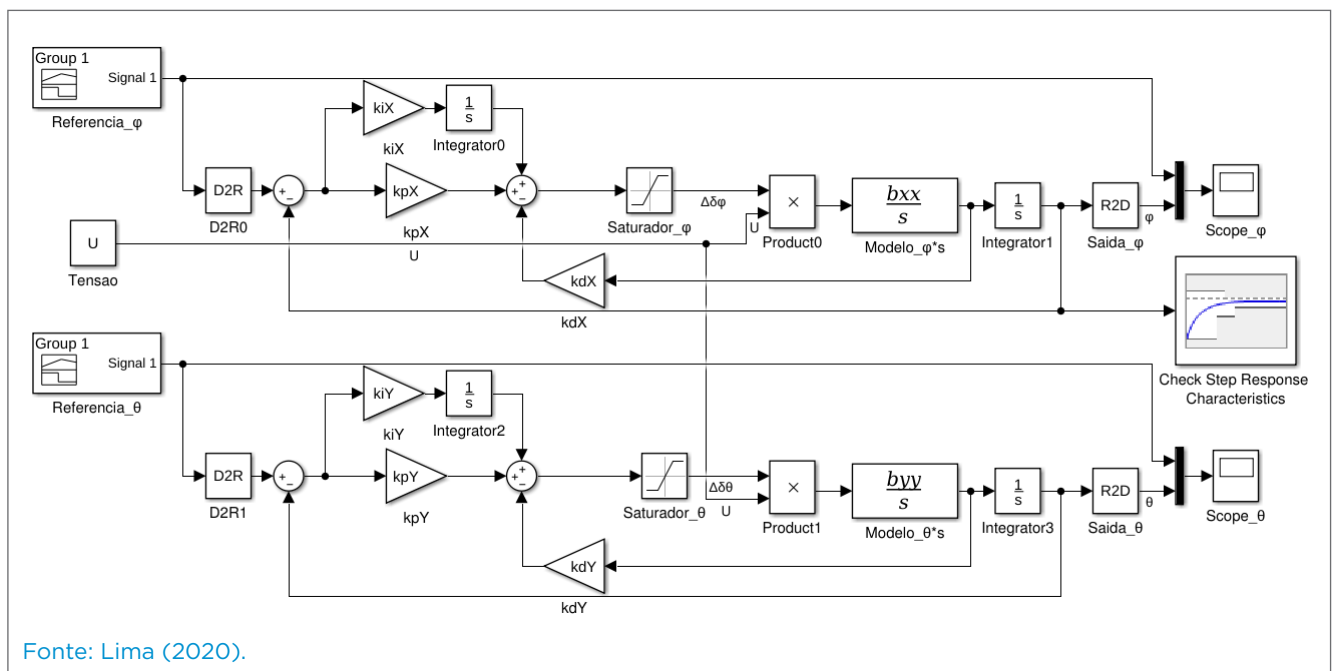 Group 1
Signal 1
Referencia_φ
kiX
kiX
1
s
Integrator0
D2R
D2R0
+
−
kpX
kpX
+
+
−
Saturador_φ
Δδφ
U
×
Product0
bxx
s
Modelo_φ*s
1
s
Integrator1
R2D
Saida_φ
φ
Scope_φ
U
Tensao
U
kdX
kdX
Check Step Response
Characteristics
Group 1
Signal 1
Referencia_θ
kiY
kiY
1
s
Integrator2
D2R
D2R1
+
−
kpY
kpY
+
+
−
Saturador_θ
Δδθ
U
×
Product1
byy
s
Modelo_θ*s
1
s
Integrator3
R2D
Saida_θ
θ
Scope_θ
kdY
kdY
Fonte: Lima (2020).